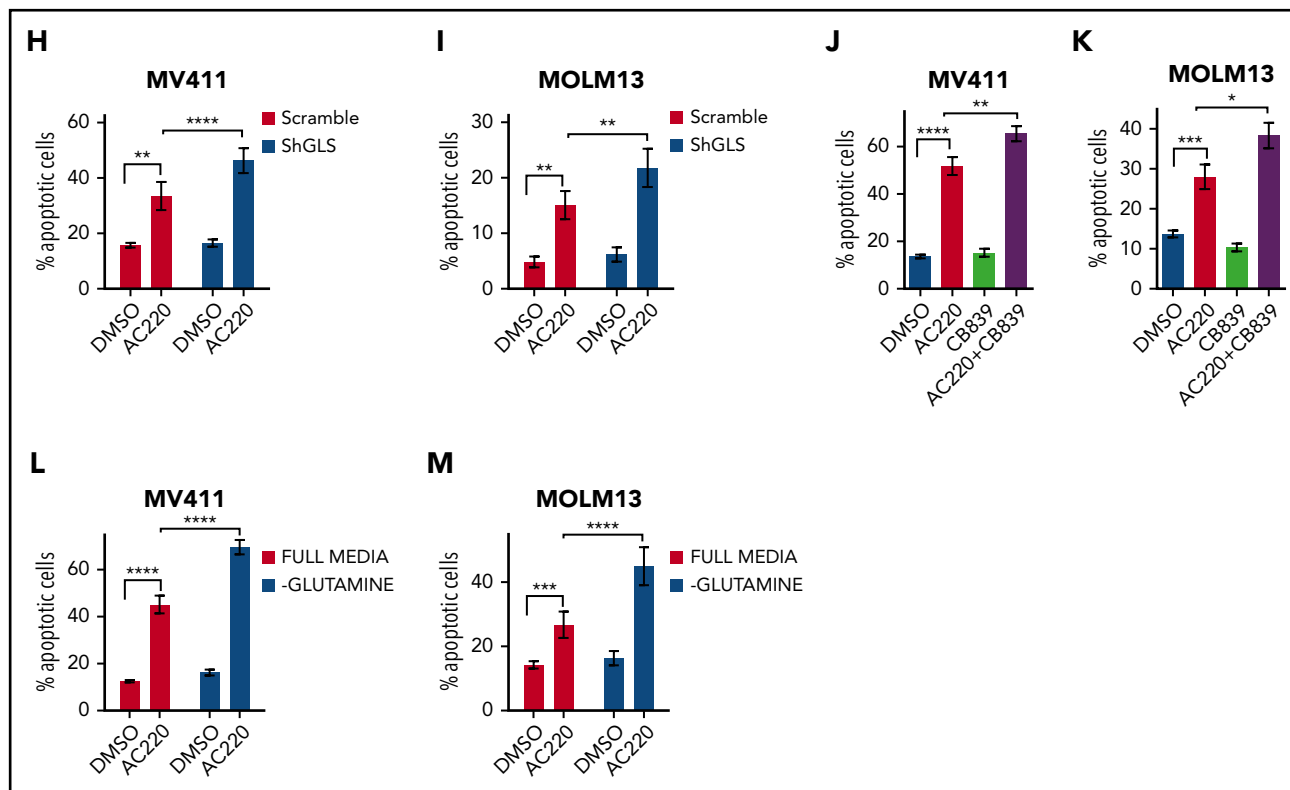 H
MV411
Scramble
ShGLS
% apoptotic cells
60
40
20
0
**
****
DMSO
AC220
DMSO
AC220
I
MOLM13
Scramble
ShGLS
% apoptotic cells
30
20
10
0
**
**
DMSO
AC220
DMSO
AC220
J
MV411
% apoptotic cells
60
40
20
0
****
**
DMSO
AC220
CB839
AC220+CB839
K
MOLM13
% apoptotic cells
40
30
20
10
0
***
*
DMSO
AC220
CB839
AC220+CB839
L
MV411
FULL MEDIA
-GLUTAMINE
% apoptotic cells
60
40
20
0
****
****
DMSO
AC220
DMSO
AC220
M
MOLM13
FULL MEDIA
-GLUTAMINE
% apoptotic cells
40
20
0
***
****
DMSO
AC220
DMSO
AC220